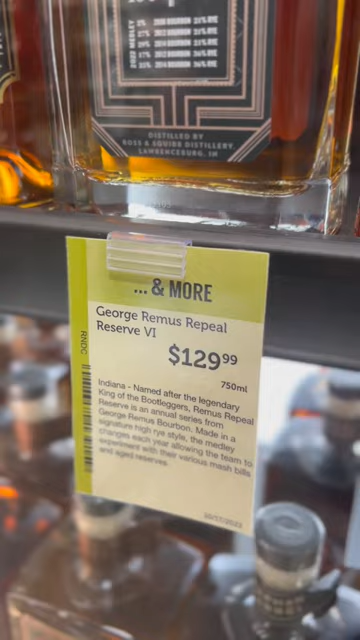 2022 MEDLEY
DISTILLED BY
ROSS & SQUIBB DISTILLERY
LAWRENCEBURG, IN
... & MORE
George Remus Repeal
Reserve VI
$129⁹⁹
750ml
RNDC
Indiana - Named after the legendary
King of the Bootleggers, Remus Repeal
Reserve is an annual series from
George Remus Bourbon. Made in a
signature high rye style, the medley
changes each year allowing the team to
experiment with their various mash bills
and aged reserves.